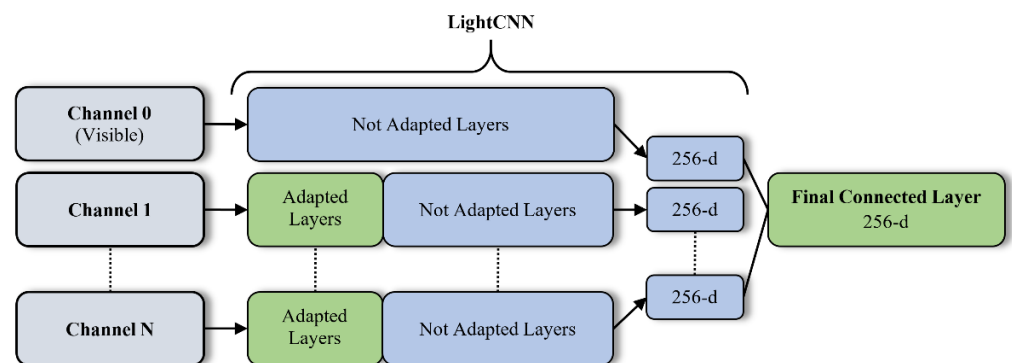 LightCNN
Channel 0
(Visible)
Not Adapted Layers
256-d
Channel 1
Adapted
Layers
Not Adapted Layers
256-d
Final Connected Layer
256-d
Channel N
Adapted
Layers
Not Adapted Layers
256-d